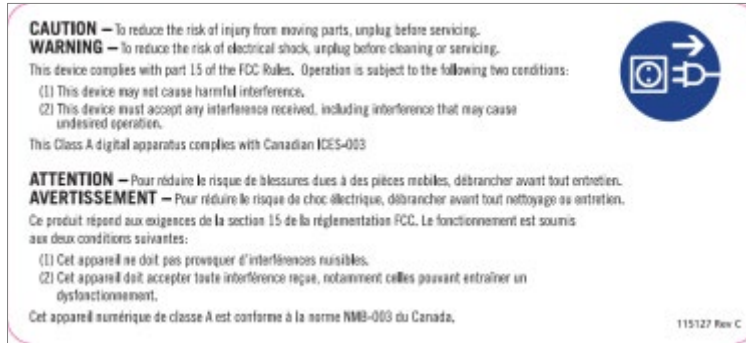 CAUTION – To reduce the risk of injury from moving parts, unplug before servicing.
WARNING – To reduce the risk of electrical shock, unplug before cleaning or servicing.
This device complies with part 15 of the FCC Rules. Operation is subject to the following two conditions:
(1) This device may not cause harmful interference.
(2) This device must accept any interference received, including interference that may cause
undesired operation.
This Class A digital apparatus complies with Canadian ICES-003
ATTENTION – Pour réduire le risque de blessures dues à des pièces mobiles, débrancher avant tout entretien.
AVERTISSEMENT – Pour réduire le risque de choc électrique, débrancher avant tout nettoyage ou entretien.
Ce produit répond aux exigences de la section 15 de la réglementation FCC. Le fonctionnement est soumis
aux deux conditions suivantes:
(1) Cet appareil ne doit pas provoquer d'interférences nuisibles.
(2) Cet appareil doit accepter toute interférence reçue, notamment celles pouvant entraîner un
dysfonctionnement.
Cet appareil numérique de classe A est conforme à la norme NMB-003 du Canada.
115127 Rev C